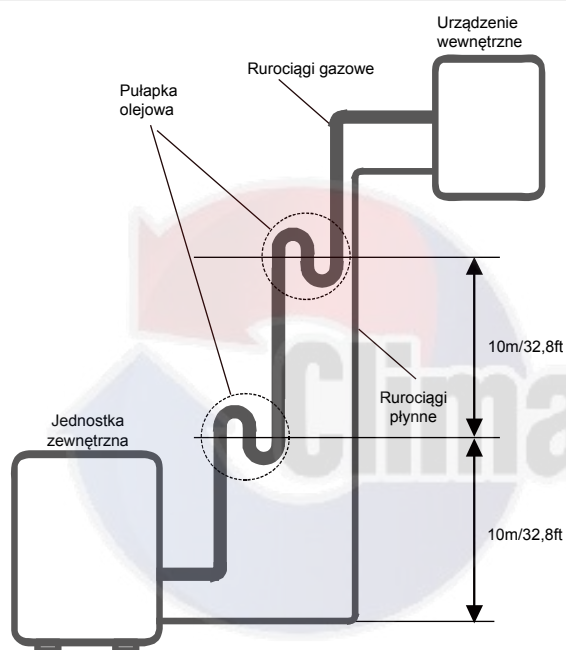 Urządzenie
wewnętrzne
Rurociągi gazowe
Pułapka
olejowa
10m/32,8ft
Rurociągi
płynne
Jednostka
zewnętrzna
10m/32,8ft
Clima